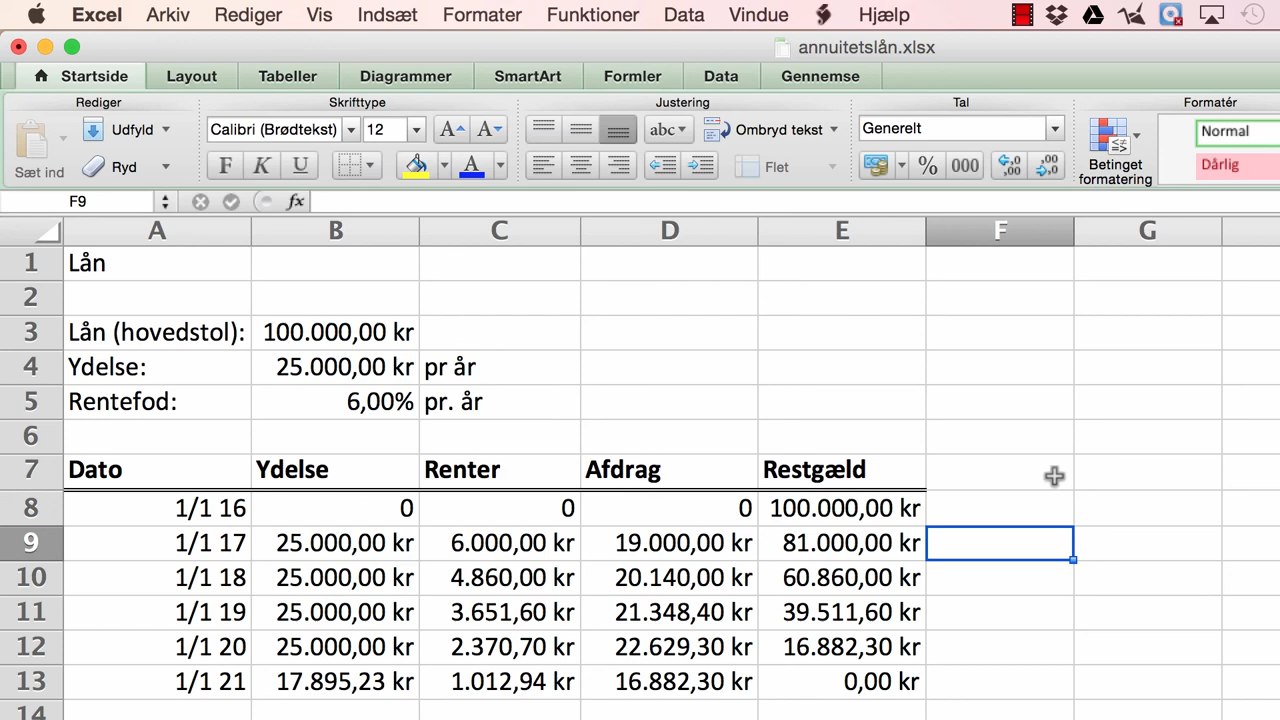 Excel Arkiv Rediger Vis Indsæt Formater Funktioner Data Vindue Hjælp
annuitetslån.xlsx
Startside Layout Tabeller Diagrammer SmartArt Formler Data Gennemse
Rediger Skrifttype Justering Tal Formatér
Udfyld Calibri (Brødtekst) 12 A A abc Ombryd tekst Generelt Normal
Sæt ind Ryd F K U A Flet % 000 ,0 ,00 ,00 ,0 Betinget formatering Dårlig
F9 fx
A B C D E F G
1 Lån
2
3 Lån (hovedstol): 100.000,00 kr
4 Ydelse: 25.000,00 kr pr år
5 Rentefod: 6,00% pr. år
6
7 Dato Ydelse Renter Afdrag Restgæld
8 1/1 16 0 0 0 100.000,00 kr
9 1/1 17 25.000,00 kr 6.000,00 kr 19.000,00 kr 81.000,00 kr
10 1/1 18 25.000,00 kr 4.860,00 kr 20.140,00 kr 60.860,00 kr
11 1/1 19 25.000,00 kr 3.651,60 kr 21.348,40 kr 39.511,60 kr
12 1/1 20 25.000,00 kr 2.370,70 kr 22.629,30 kr 16.882,30 kr
13 1/1 21 17.895,23 kr 1.012,94 kr 16.882,30 kr 0,00 kr
14